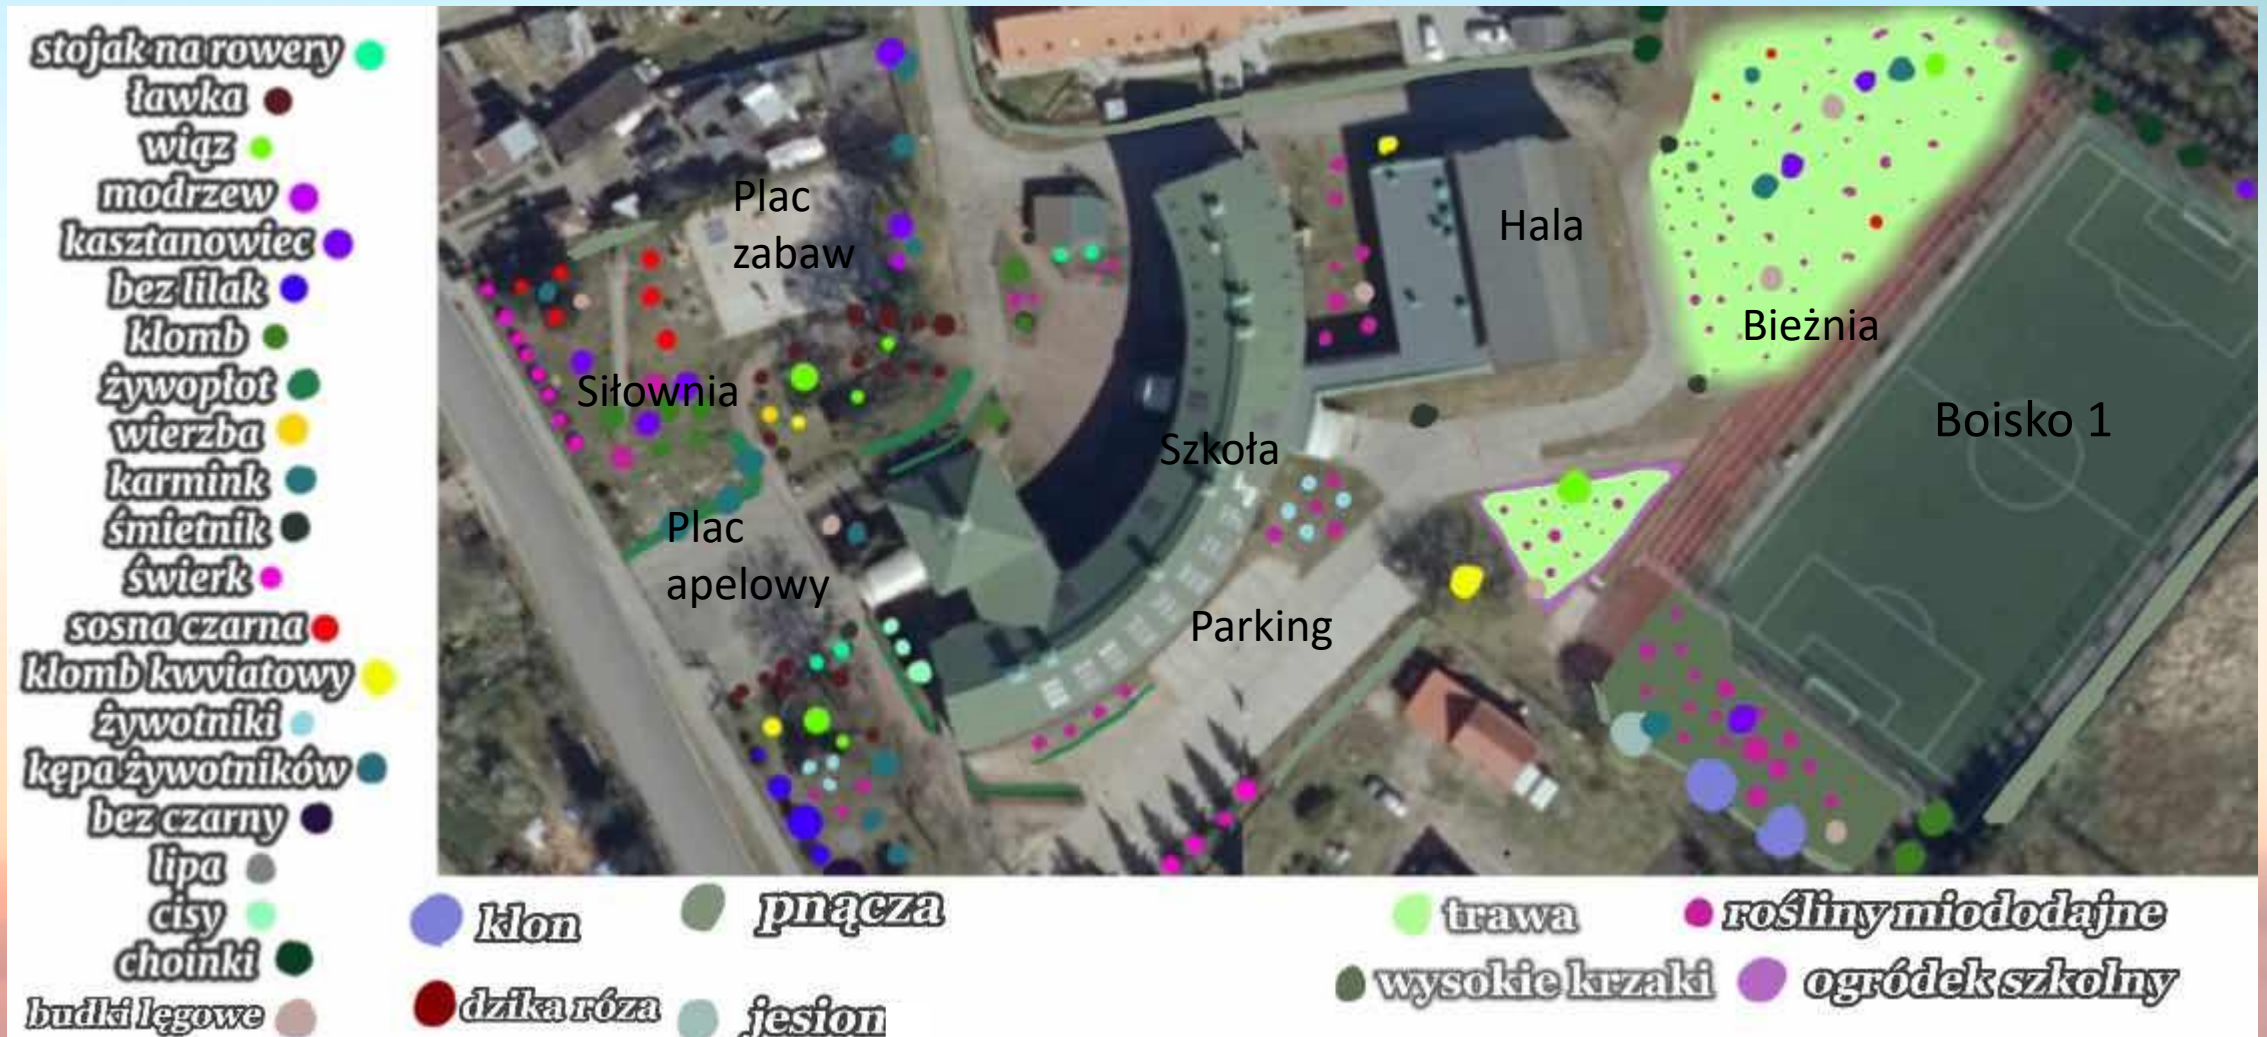 stojak na rowery
ławka
wiąz
modrzew
kasztanowiec
bez lilak
klomb
żywopłot
wierzba
karmink
śmietnik
świerk
sosna czarna
klomb kwviatowy
żywotniki
kępa żywotników
bez czarny
lipa
cisy
choinki
budki lęgowe
Plac
zabaw
Siłownia
Plac
apelowy
Szkoła
Parking
Hala
Bieżnia
Boisko 1
klon
pnącza
dzika róza
jesion
trawa
rośliny miododajne
wysokie krzaki
ogródek szkolny